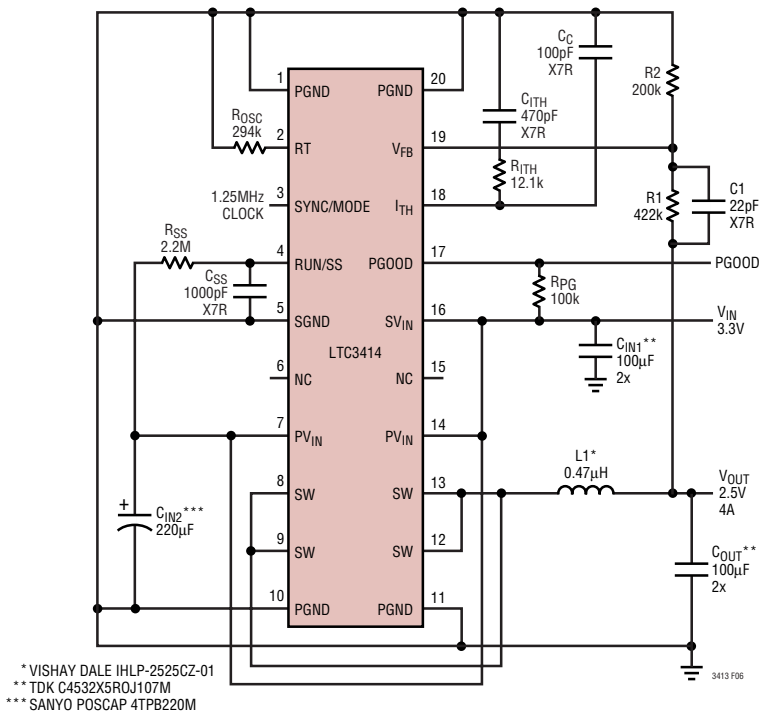 CC
100pF
X7R
1
PGND
20
PGND
R2
200k
ROSC
294k
CITH
470pF
X7R
2
RT
19
VFB
RITH
12.1k
1.25MHz
CLOCK
3
SYNC/MODE
18
ITH
R1
422k
C1
22pF
X7R
RSS
2.2M
4
RUN/SS
17
PGOOD
PGOOD
CSS
1000pF
X7R
RPG
100k
5
SGND
16
SVIN
VIN
3.3V
LTC3414
CIN1**
100µF
2x
6
NC
15
NC
7
PVIN
14
PVIN
L1*
0.47µH
8
SW
13
SW
VOUT
2.5V
4A
+
CIN2***
220µF
9
SW
12
SW
COUT**
100µF
2x
10
PGND
11
PGND
*VISHAY DALE IHLP-2525CZ-01
**TDK C4532X5ROJ107M
***SANYO POSCAP 4TPB220M
3413 F06